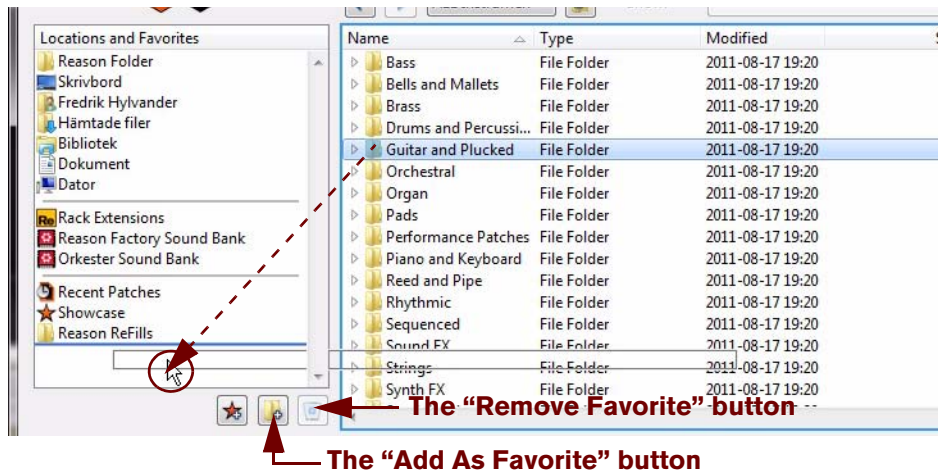 Locations and Favorites
Reason Folder
Skrivbord
Fredrik Hylvander
Hämtade filer
Bibliotek
Dokument
Dator
Re Rack Extensions
Reason Factory Sound Bank
Orkester Sound Bank
Recent Patches
Showcase
Reason ReFills
Name Type Modified S
Bass File Folder 2011-08-17 19:20
Bells and Mallets File Folder 2011-08-17 19:20
Brass File Folder 2011-08-17 19:20
Drums and Percussi... File Folder 2011-08-17 19:20
Guitar and Plucked File Folder 2011-08-17 19:20
Orchestral File Folder 2011-08-17 19:20
Organ File Folder 2011-08-17 19:20
Pads File Folder 2011-08-17 19:20
Performance Patches File Folder 2011-08-17 19:20
Piano and Keyboard File Folder 2011-08-17 19:20
Reed and Pipe File Folder 2011-08-17 19:20
Rhythmic File Folder 2011-08-17 19:20
Sequenced File Folder 2011-08-17 19:20
Sound FX File Folder 2011-08-17 19:20
Strings File Folder 2011-08-17 19:20
Synth FX File Folder 2011-08-17 19:20
The “Remove Favorite” button
The “Add As Favorite” button